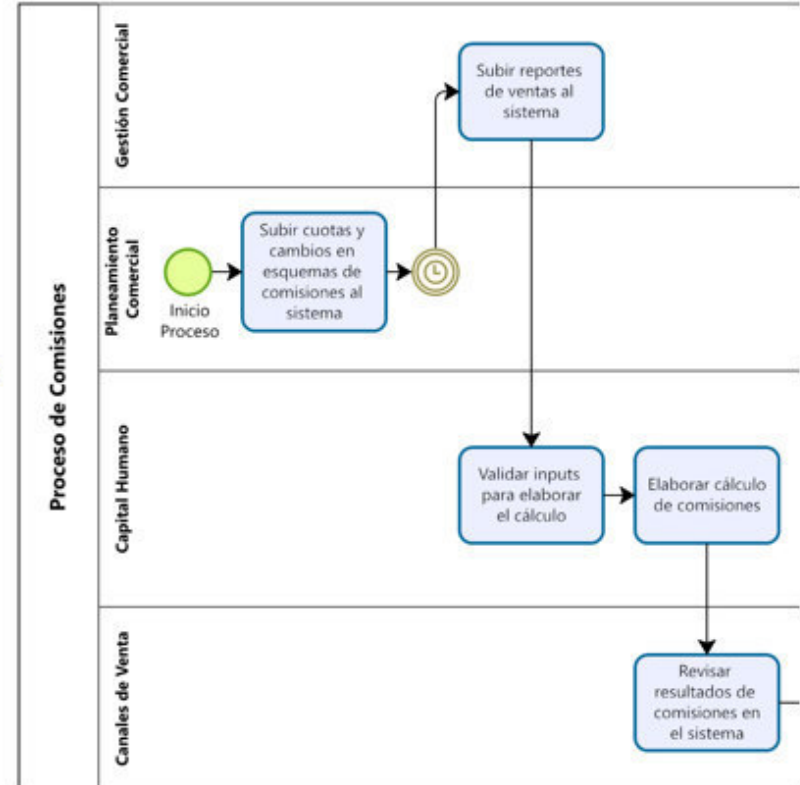 Proceso de Comisiones
Gestión Comercial
Subir reportes
de ventas al
sistema
Planeamiento
Comercial
Inicio
Proceso
Subir cuotas y
cambios en
esquemas de
comisiones al
sistema
Capital Humano
Validar inputs
para elaborar
el cálculo
Elaborar cálculo
de comisiones
Canales de Venta
Revisar
resultados de
comisiones en
el sistema